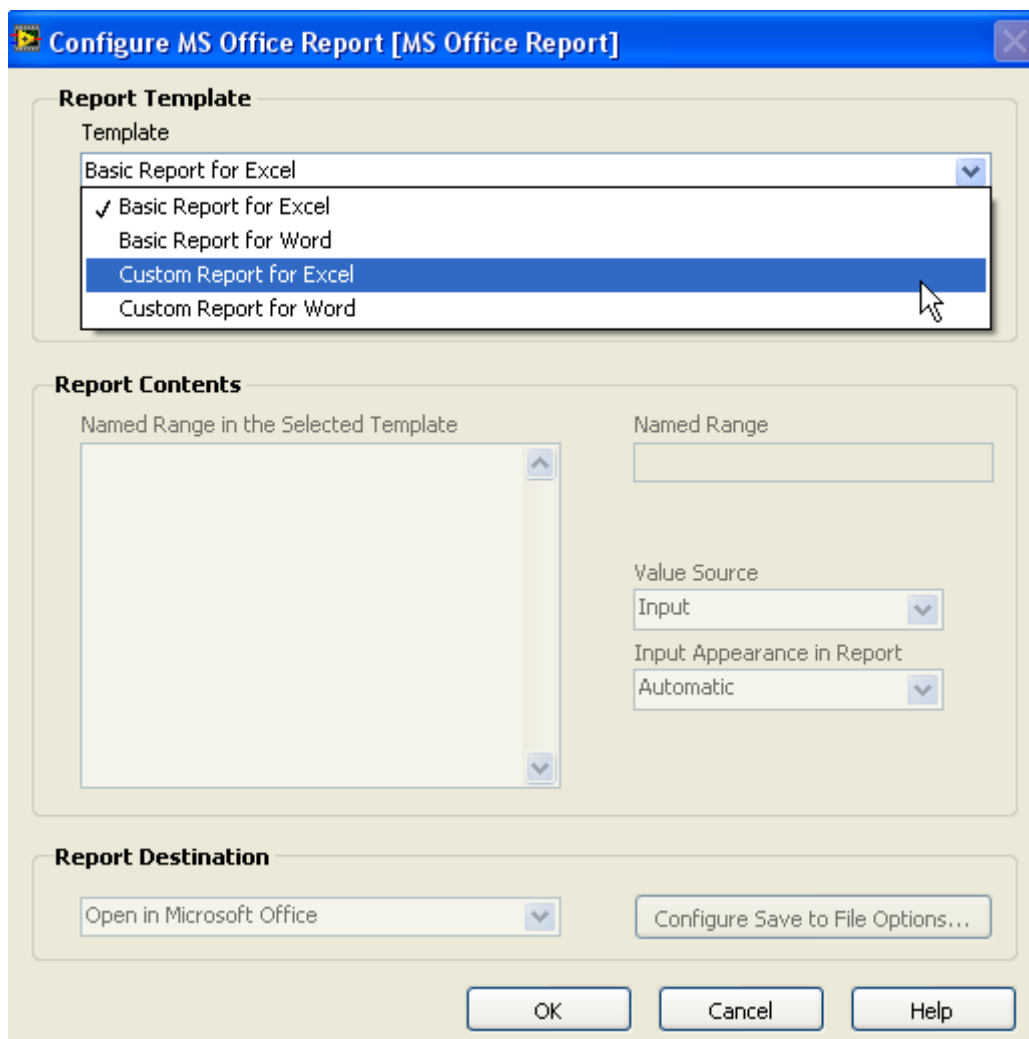 Configure MS Office Report [MS Office Report]
Report Template
Template
Basic Report for Excel
✓ Basic Report for Excel
Basic Report for Word
Custom Report for Excel
Custom Report for Word
Report Contents
Named Range in the Selected Template
Named Range
Value Source
Input
Input Appearance in Report
Automatic
Report Destination
Open in Microsoft Office
Configure Save to File Options...
OK
Cancel
Help